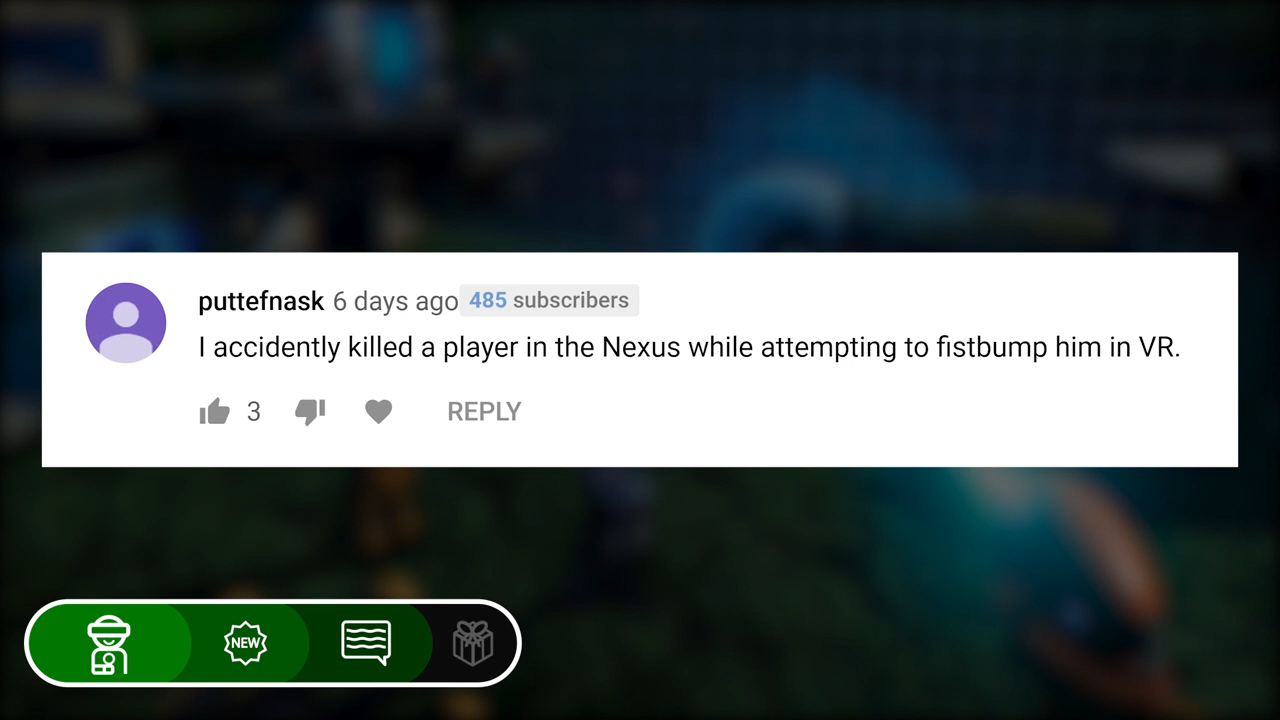 puttefnask 6 days ago 485 subscribers
I accidently killed a player in the Nexus while attempting to fistbump him in VR.
3 REPLY
NEW